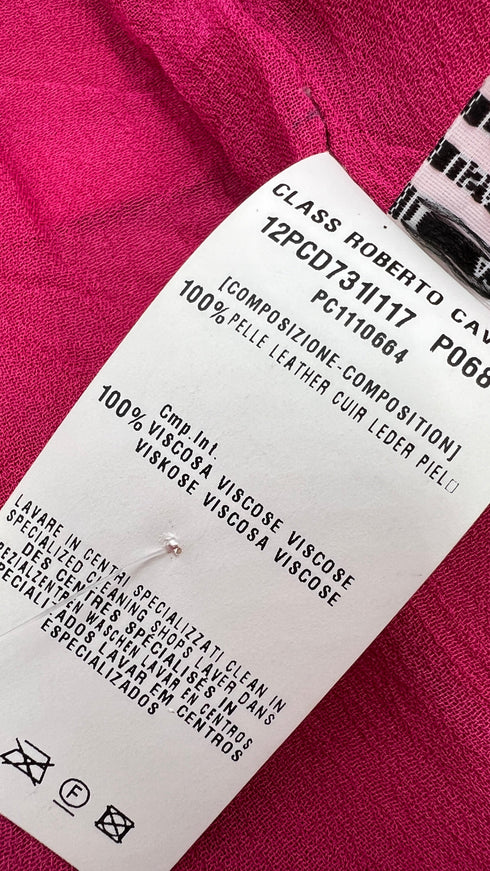 CLASS ROBERTO CAV
12PCD731I117 P068
PC1110664
[COMPOSIZIONE-COMPOSITION]
100% PELLE LEATHER CUIR LEDER PIEL□
Cmp.Int.
100% VISCOSA VISCOSE VISCOSE
VISKOSE VISCOSA VISCOSE
LAVARE IN CENTRI SPECIALIZZATI CLEAN IN
SPECIALIZED CLEANING SHOPS LAVER DANS
DES CENTRES SPÉCIALISÉS IN
PEZIALZENTREN WASCHEN LAVAR EN CENTROS
SPECIALIZADOS LAVAR EM CENTROS
ESPECIALIZADOS
F